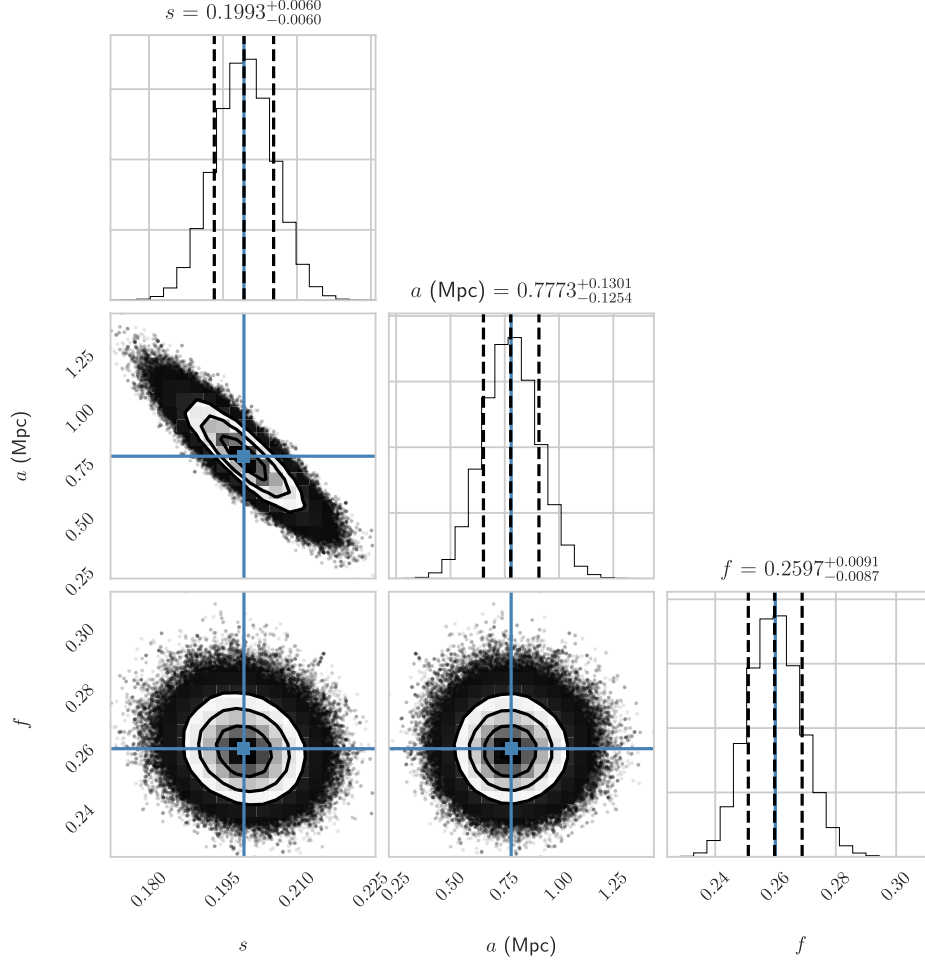 s = 0.1993+0.0060−0.0060
a (Mpc) = 0.7773+0.1301−0.1254
1.25
1.00
0.75
0.50
0.25
a (Mpc)
f = 0.2597+0.0091−0.0087
0.30
0.28
0.26
0.24
f
0.180 0.195 0.210 0.225 0.25 0.50 0.75 1.00 1.25 0.24 0.26 0.28 0.30
s a (Mpc) f